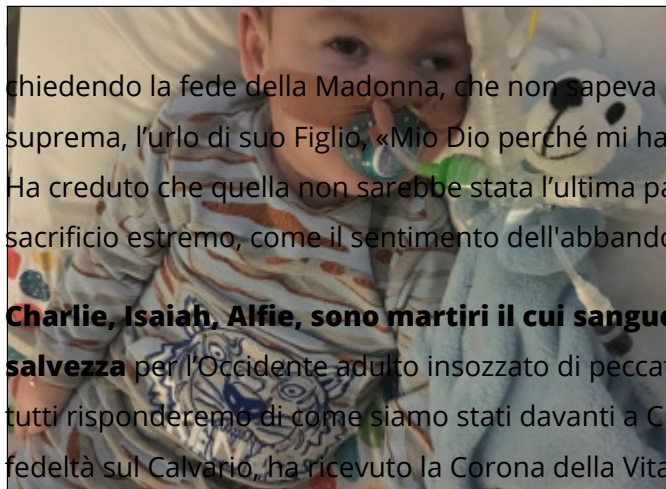 chiedendo la fede della Madonna, che non sapeva
suprema, l’urlo di suo Figlio, «Mio Dio perché mi ha
Ha creduto che quella non sarebbe stata l’ultima pa
sacrificio estremo, come il sentimento dell'abbando
Charlie, Isaiah, Alfie, sono martiri il cui sangue
salvezza per l’Occidente adulto insozzato di peccat
tutti risponderemo di come siamo stati davanti a C
fedeltà sul Calvario, ha ricevuto la Corona della Vita